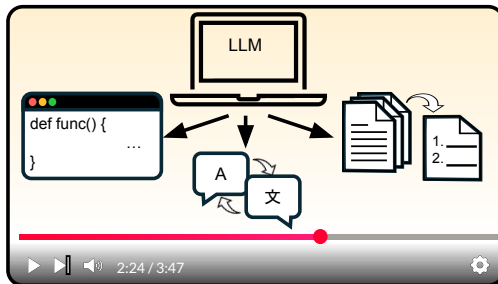 LLM
def func() {
...
}
A
文
1.
2.
2:24 / 3:47